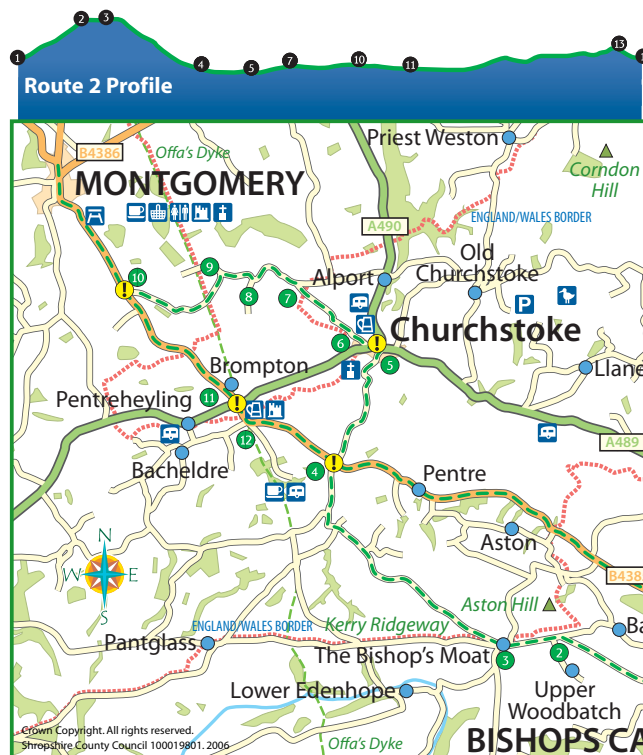 2
3
13
1
4
5
7
10
11
Route 2 Profile
B4386
Offa's Dyke
Priest Weston
MONTGOMERY
Corndon
Hill
ENGLAND/WALES BORDER
A490
10
9
8
7
Alport
Old
Churchstoke
P
!
6
!
Churchstoke
5
Brompton
11
!
Llane
Pentreheyling
12
A489
Bacheldre
4
!
Pentre
N
W
E
S
Aston
B438
Aston Hill
ENGLAND/WALES BORDER
Kerry Ridgeway
Ba
Pantglass
The Bishop's Moat
3
2
Lower Edenhope
Upper
Woodbatch
Crown Copyright. All rights reserved.
Shropshire County Council 100019801. 2006
Offa's Dyke
BISHOPS CA